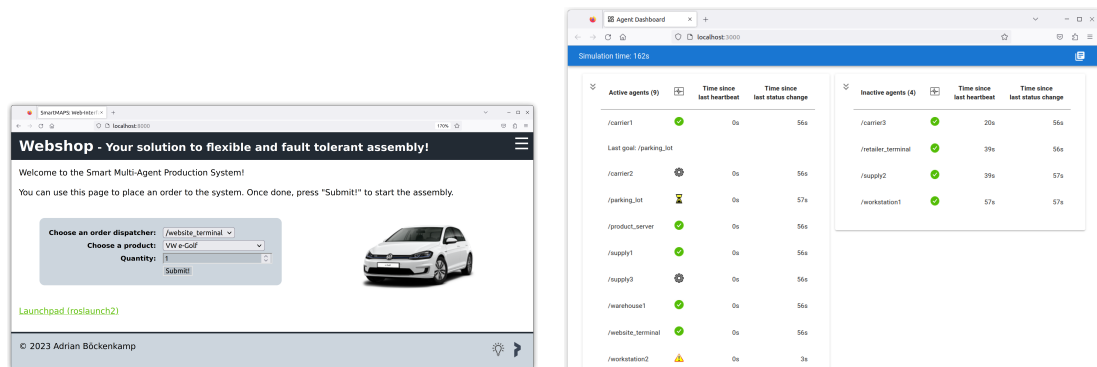 SmartMAPS: Web-Interf
localhost:8000
170%
Webshop - Your solution to flexible and fault tolerant assembly!
Welcome to the Smart Multi-Agent Production System!
You can use this page to place an order to the system. Once done, press "Submit!" to start the assembly.
Choose an order dispatcher: /website_terminal
Choose a product: VW e-Golf
Quantity: 1
Submit!
Launchpad (roslaunch2)
© 2023 Adrian Böckenkamp
Agent Dashboard
localhost:3000
Simulation time: 162s
Active agents (9) Time since last heartbeat Time since last status change
/carrier1 0s 56s
Last goal: /parking_lot
/carrier2 0s 56s
/parking_lot 0s 57s
/product_server 0s 56s
/supply1 0s 56s
/supply3 0s 56s
/warehouse1 0s 56s
/website_terminal 0s 56s
/workstation2 0s 3s
Inactive agents (4) Time since last heartbeat Time since last status change
/carrier3 20s 56s
/retailer_terminal 39s 56s
/supply2 39s 57s
/workstation1 57s 57s